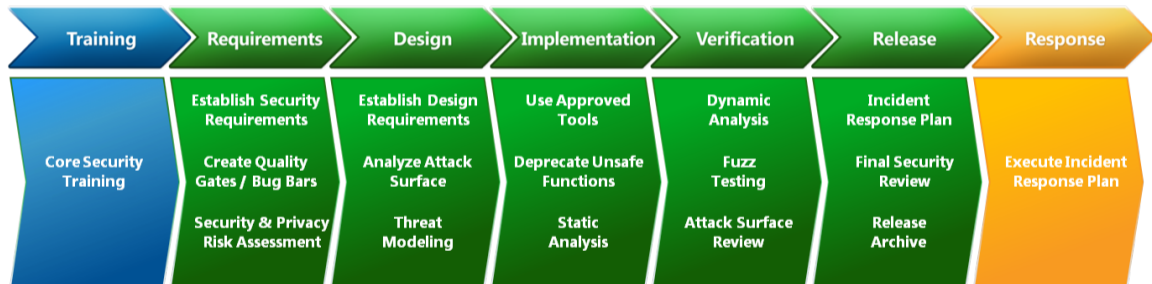 Training
Requirements
Design
Implementation
Verification
Release
Response
Core Security
Training
Establish Security
Requirements
Create Quality
Gates / Bug Bars
Security & Privacy
Risk Assessment
Establish Design
Requirements
Analyze Attack
Surface
Threat
Modeling
Use Approved
Tools
Deprecate Unsafe
Functions
Static
Analysis
Dynamic
Analysis
Fuzz
Testing
Attack Surface
Review
Incident
Response Plan
Final Security
Review
Release
Archive
Execute Incident
Response Plan